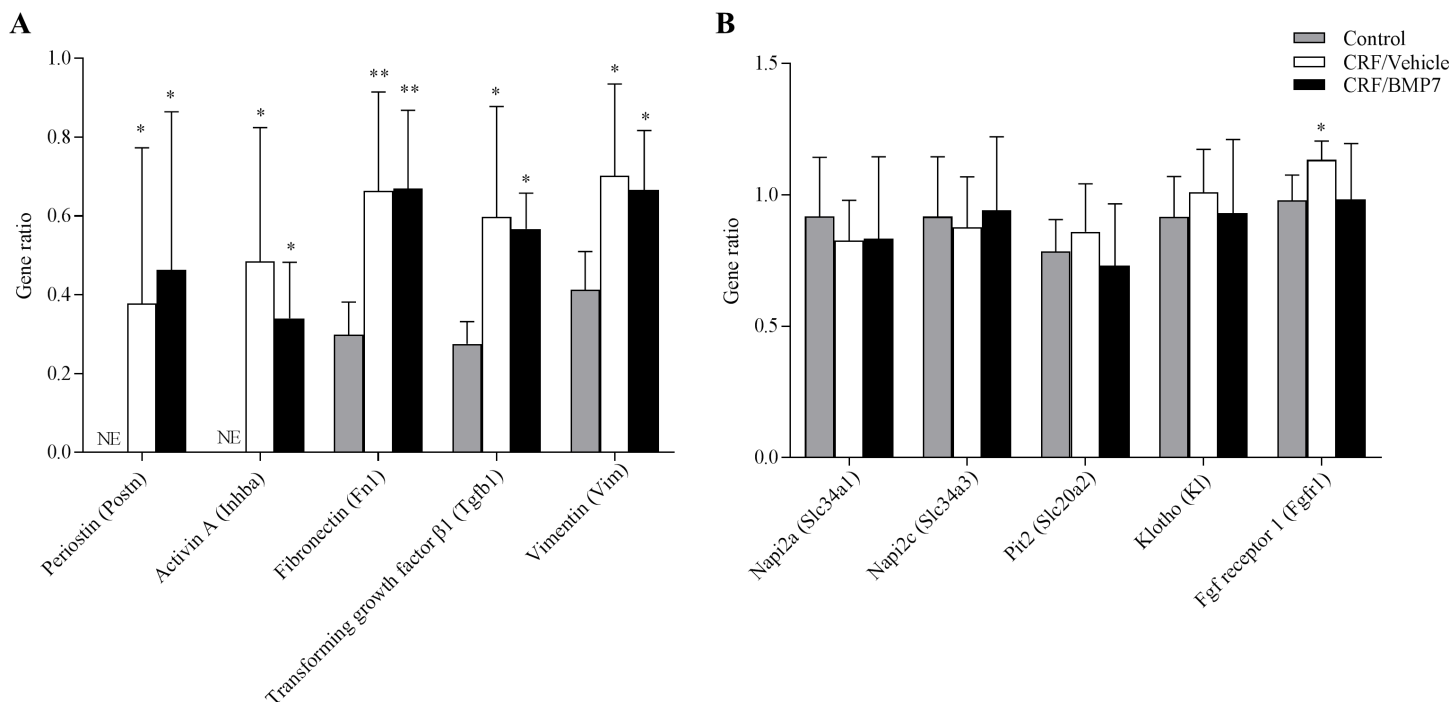 A
Gene ratio
1.0
0.8
0.6
0.4
0.2
0.0
NE
*
*
NE
*
*
**
**
*
*
*
*
Periostin (Postn)
Activin A (Inhba)
Fibronectin (Fn1)
Transforming growth factor β1 (Tgfb1)
Vimentin (Vim)
B
Control
CRF/Vehicle
CRF/BMP7
Gene ratio
1.5
1.0
0.5
0.0
*
Napi2a (Slc34a1)
Napi2c (Slc34a3)
Pit2 (Slc20a2)
Klotho (Kl)
Fgf receptor 1 (Fgfr1)